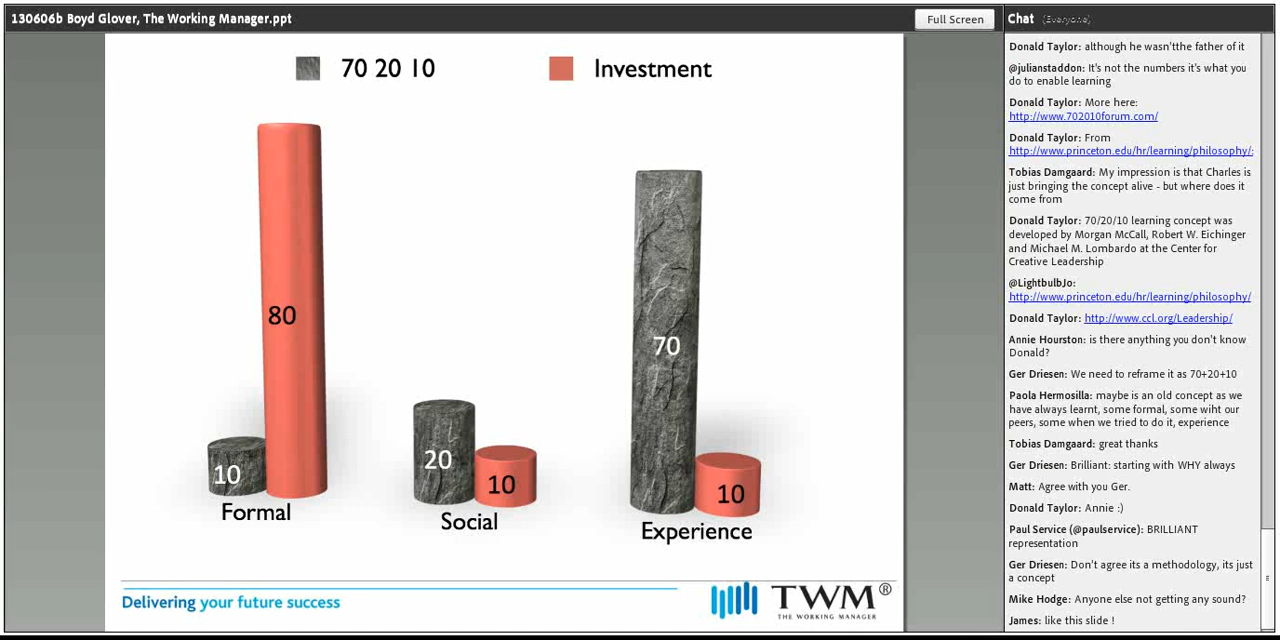 130606b Boyd Glover, The Working Manager.ppt
Full Screen
70 20 10
Investment
80
10
Formal
20
10
Social
70
10
Experience
Delivering your future success
TWM®
THE WORKING MANAGER
Chat (Everyone)
Donald Taylor: although he wasn'tthe father of it
@julianstaddon: It's not the numbers it's what you
do to enable learning
Donald Taylor: More here:
http://www.702010forum.com/
Donald Taylor: From
http://www.princeton.edu/hr/learning/philosophy/:
Tobias Damgaard: My impression is that Charles is
just bringing the concept alive - but where does it
come from
Donald Taylor: 70/20/10 learning concept was
developed by Morgan McCall, Robert W. Eichinger
and Michael M. Lombardo at the Center for
Creative Leadership
@LightbulbJo:
http://www.princeton.edu/hr/learning/philosophy/
Donald Taylor: http://www.ccl.org/Leadership/
Annie Hourston: is there anything you don't know
Donald?
Ger Driesen: We need to reframe it as 70+20+10
Paola Hermosilla: maybe is an old concept as we
have always learnt, some formal, some wiht our
peers, some when we tried to do it, experience
Tobias Damgaard: great thanks
Ger Driesen: Brilliant: starting with WHY always
Matt: Agree with you Ger.
Donald Taylor: Annie :)
Paul Service (@paulservice): BRILLIANT
representation
Ger Driesen: Don't agree its a methodology, its just
a concept
Mike Hodge: Anyone else not getting any sound?
James: like this slide !